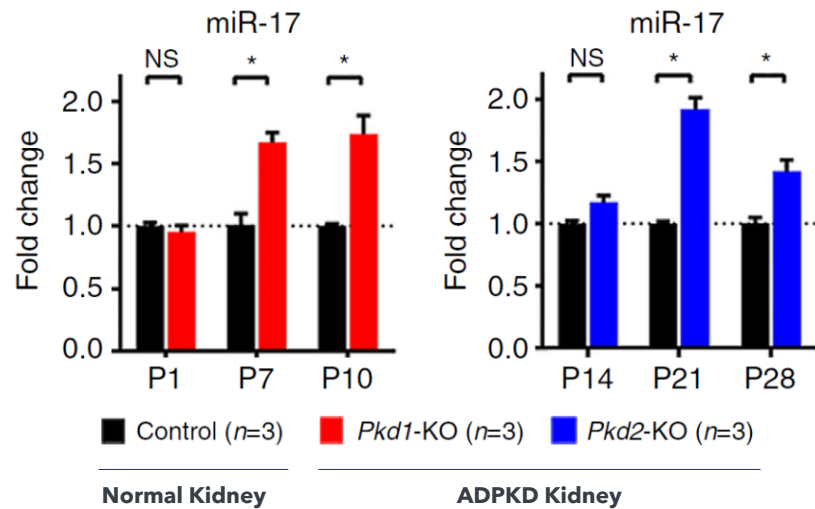 miR-17
NS * *
2.0
1.5
1.0
0.5
0.0
Fold change
P1 P7 P10
miR-17
NS * *
2.0
1.5
1.0
0.5
0.0
Fold change
P14 P21 P28
Control (n=3) Pkd1-KO (n=3) Pkd2-KO (n=3)
Normal Kidney ADPKD Kidney